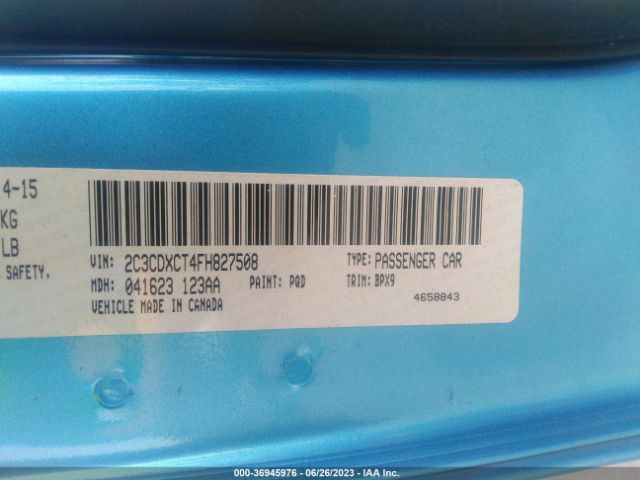 4-15
KG
LB
SAFETY,
VIN: 2C3CDXCT4FH827508 TYPE: PASSENGER CAR
MDH: 041623 123AA PAINT: PQD TRIM: BPX9
VEHICLE MADE IN CANADA 4658843
000-36945976 / 06/26/2023 - IAA Inc.